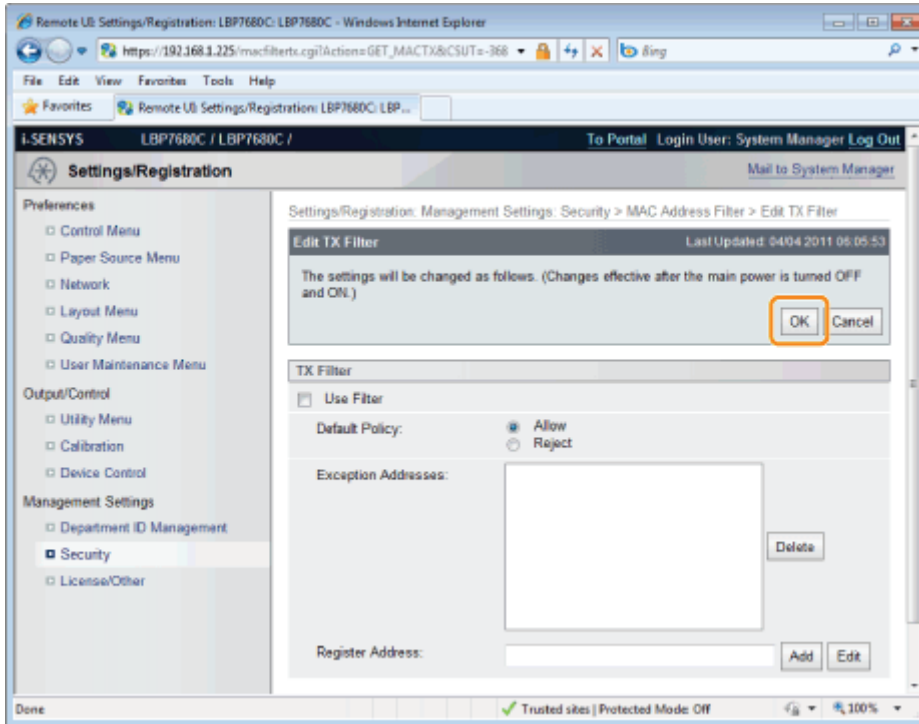 Remote UI: Settings/Registration: LBP7680C: LBP7680C - Windows Internet Explorer
https://192.168.1.225/macfiltertx.cgi?Action=GET_MACTX&CSUT=-368
Bing
File Edit View Favorites Tools Help
Favorites Remote UI: Settings/Registration: LBP7680C: LBP...
i-SENSYS LBP7680C / LBP7680C / To Portal Login User: System Manager Log Out
Settings/Registration Mail to System Manager
Preferences
Control Menu
Paper Source Menu
Network
Layout Menu
Quality Menu
User Maintenance Menu
Output/Control
Utility Menu
Calibration
Device Control
Management Settings
Department ID Management
Security
License/Other
Settings/Registration: Management Settings: Security > MAC Address Filter > Edit TX Filter
Edit TX Filter Last Updated: 04/04 2011 06:05:53
The settings will be changed as follows. (Changes effective after the main power is turned OFF
and ON.)
OK Cancel
TX Filter
Use Filter
Default Policy: Allow
Reject
Exception Addresses:
Delete
Register Address: Add Edit
Done Trusted sites | Protected Mode: Off 100%